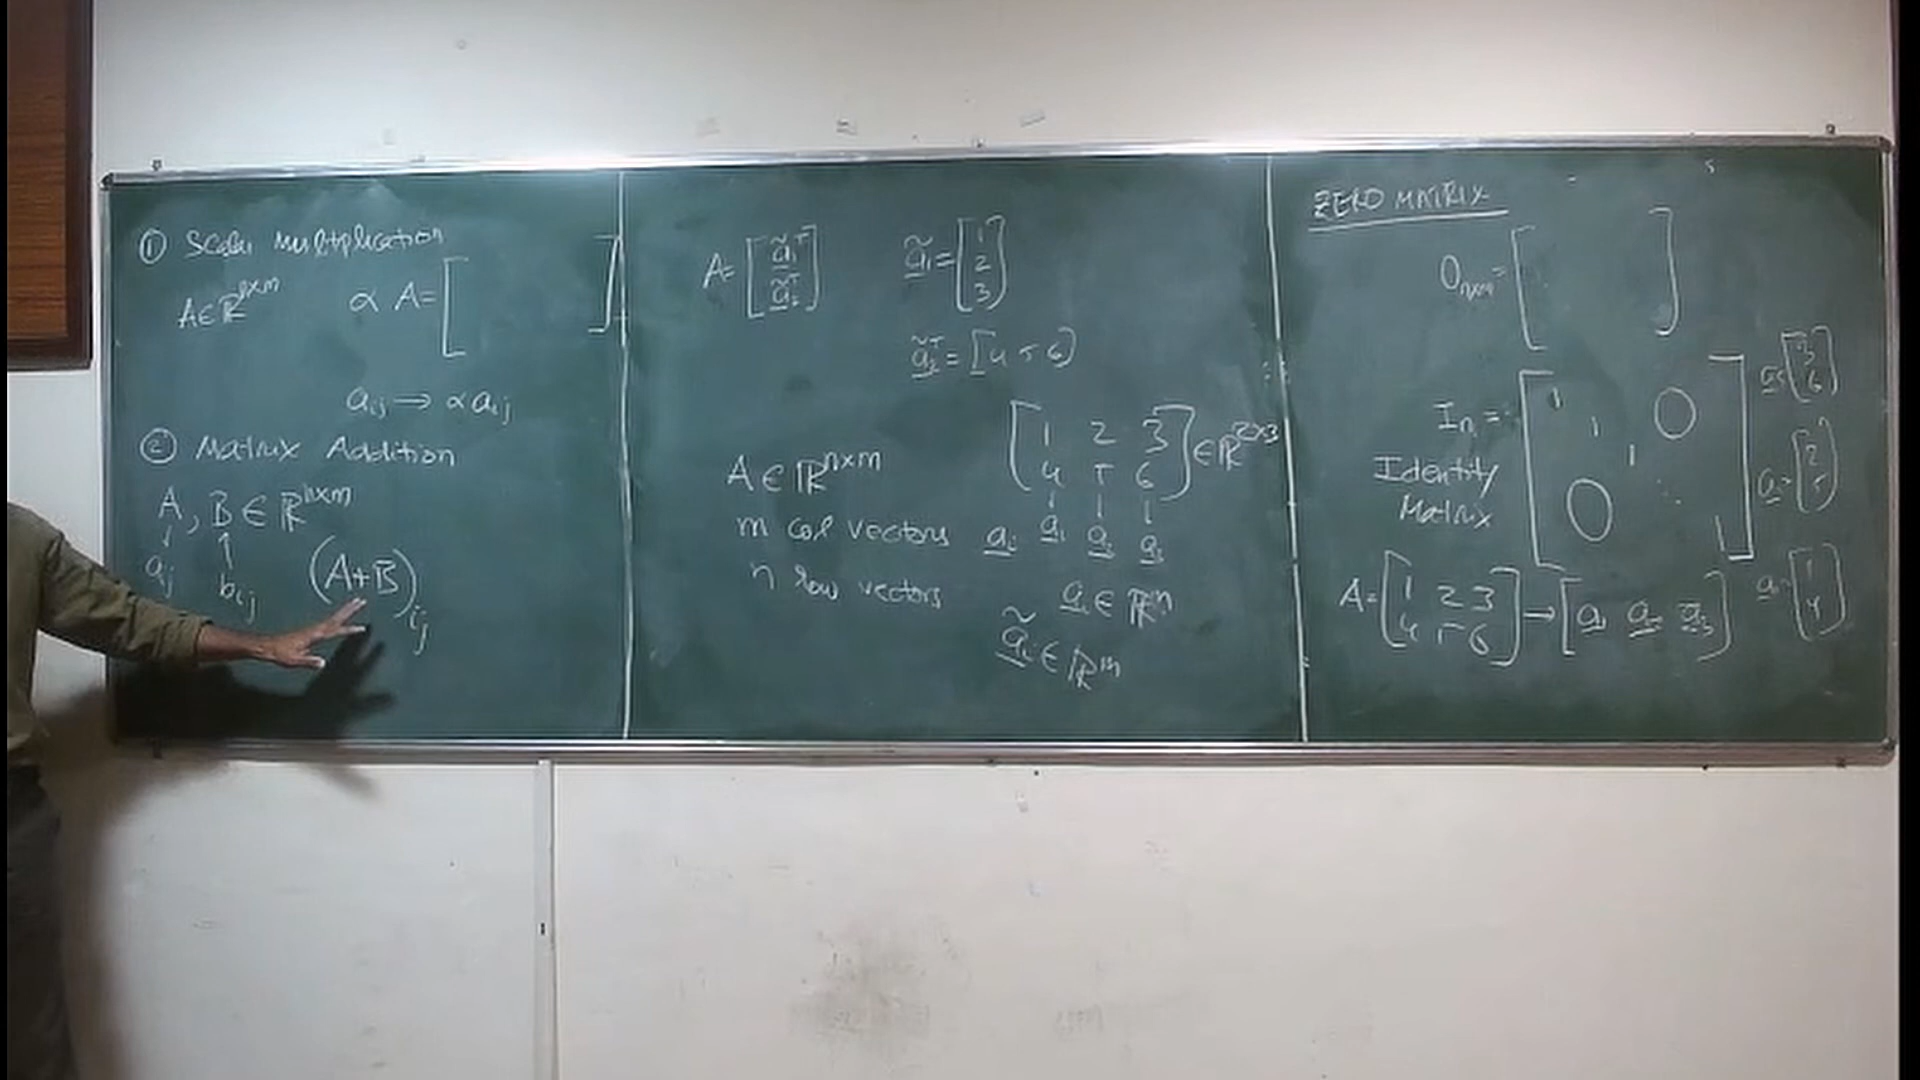 ① Scalar multiplication
A ∈ ℝⁿˣᵐ α A = [ ]
aᵢⱼ → α aᵢⱼ
② Matrix Addition
A, B ∈ ℝⁿˣᵐ
↓ ↑
aᵢⱼ bᵢⱼ (A+B)ᵢⱼ
A = [ã₁ᵀ ã₂ᵀ] ã₁ = [1 2 3]
ã₂ᵀ = [4 5 6]
[1 2 3
4 5 6] ∈ ℝ²ˣ³
A ∈ ℝⁿˣᵐ
m col vectors aᵢ a₁ a₂ a₃
n row vectors aᵢ ∈ ℝⁿ
ãᵢ ∈ ℝᵐ
ZERO MATRIX
0ₙₓₘ = [ ]
Iₙ = [1 1 1 0 0 1]
Identity
Matrix
a₃ = [3 6]
a₂ = [2 5]
a₁ = [1 4]
A = [1 2 3
4 5 6] → [a₁ a₂ a₃]